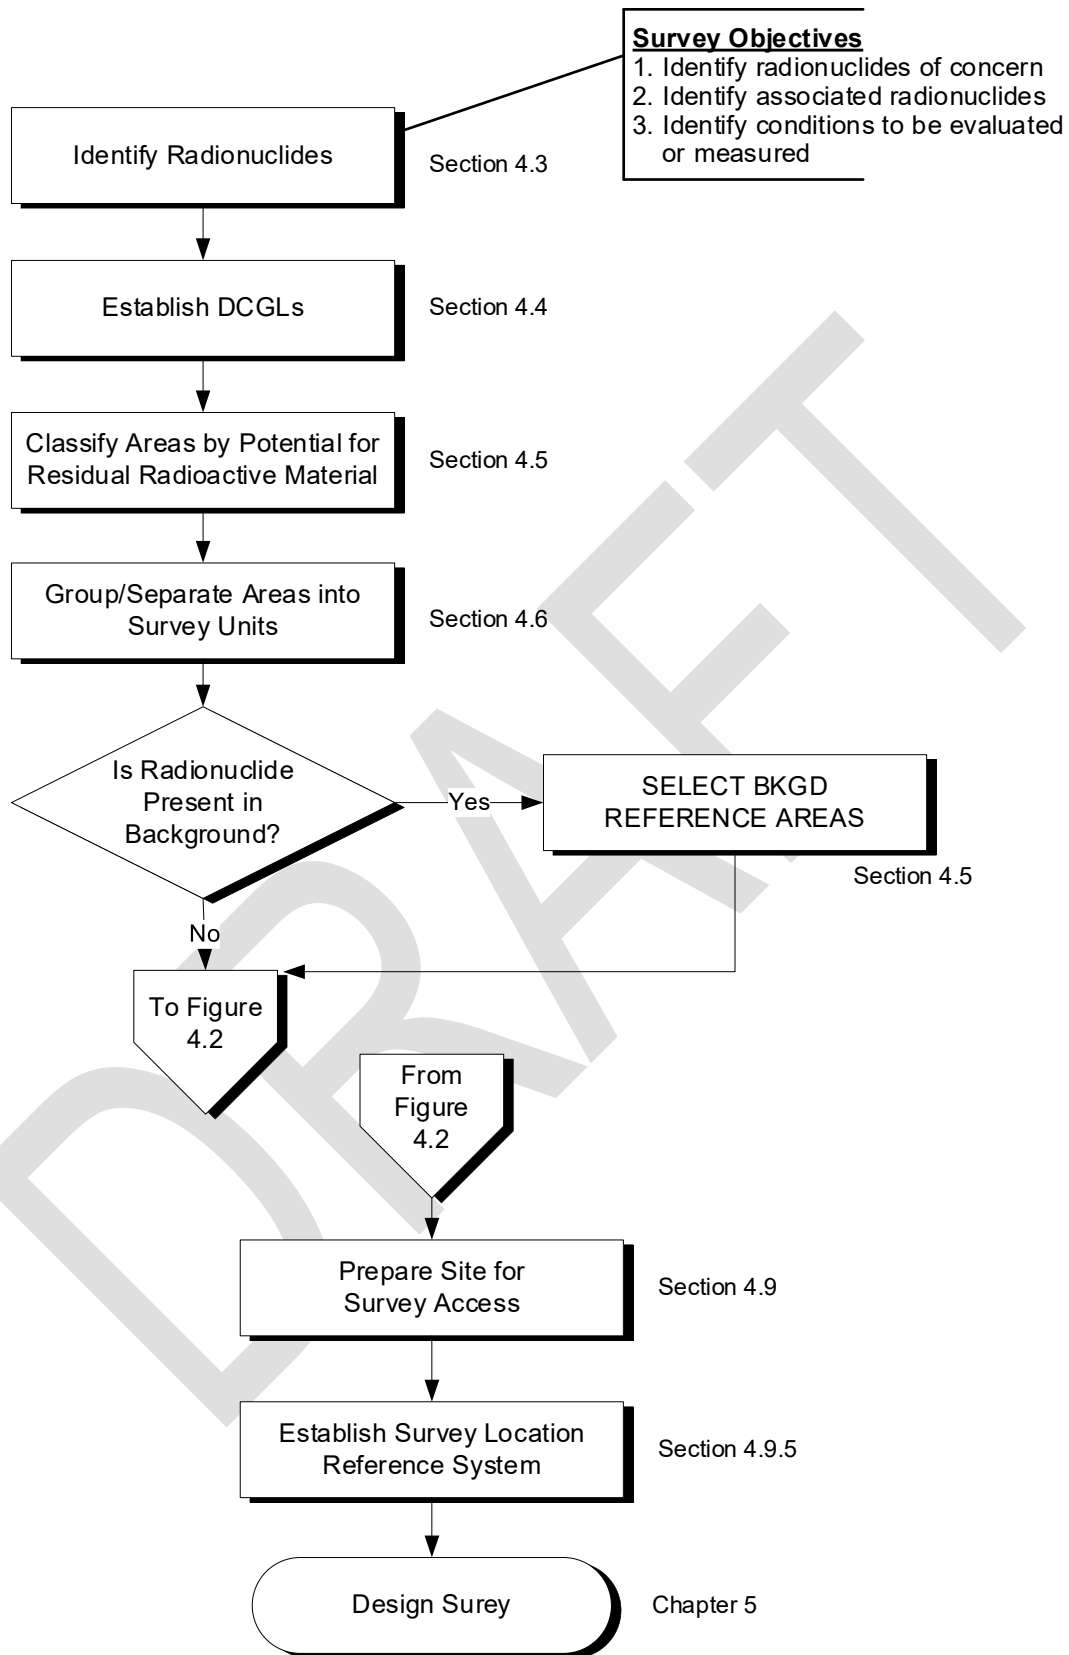 Survey Objectives
1. Identify radionuclides of concern
2. Identify associated radionuclides
3. Identify conditions to be evaluated
or measured
Identify Radionuclides
Section 4.3
Establish DCGLs
Section 4.4
Classify Areas by Potential for
Residual Radioactive Material
Section 4.5
Group/Separate Areas into
Survey Units
Section 4.6
Is Radionuclide
Present in
Background?
Yes
SELECT BKGD
REFERENCE AREAS
Section 4.5
No
To Figure
4.2
From
Figure
4.2
Prepare Site for
Survey Access
Section 4.9
Establish Survey Location
Reference System
Section 4.9.5
Design Surey
Chapter 5
DRAFT